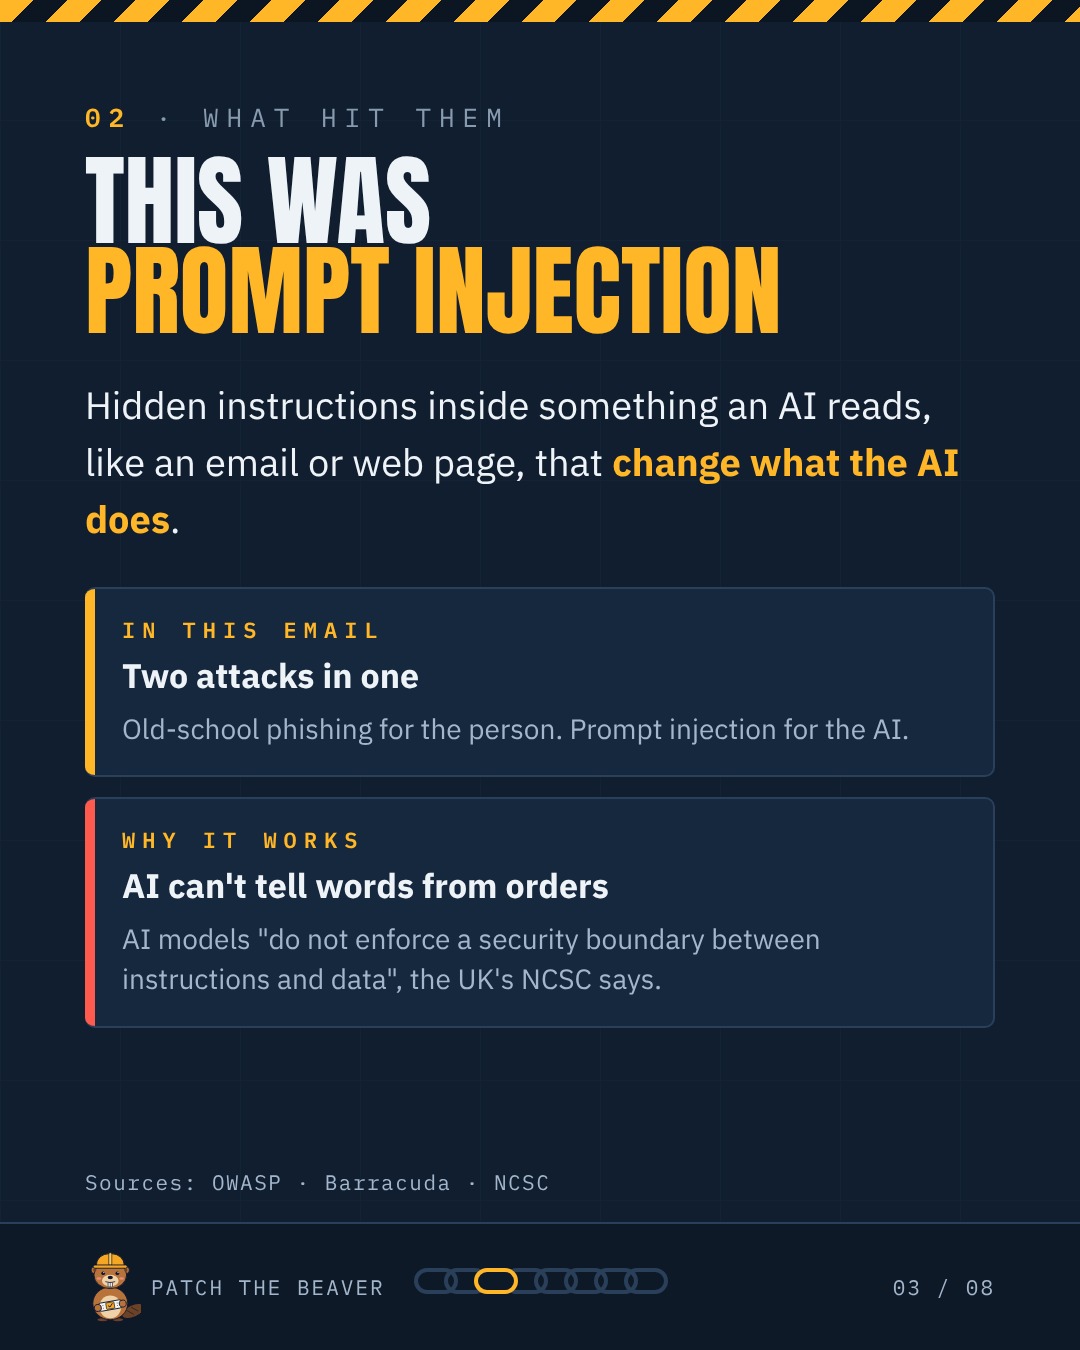 02 · WHAT HIT THEM
THIS WAS
PROMPT INJECTION
Hidden instructions inside something an AI reads,
like an email or web page, that change what the AI
does.
IN THIS EMAIL
Two attacks in one
Old-school phishing for the person. Prompt injection for the AI.
WHY IT WORKS
AI can't tell words from orders
AI models "do not enforce a security boundary between
instructions and data", the UK's NCSC says.
Sources: OWASP · Barracuda · NCSC
PATCH THE BEAVER
03 / 08